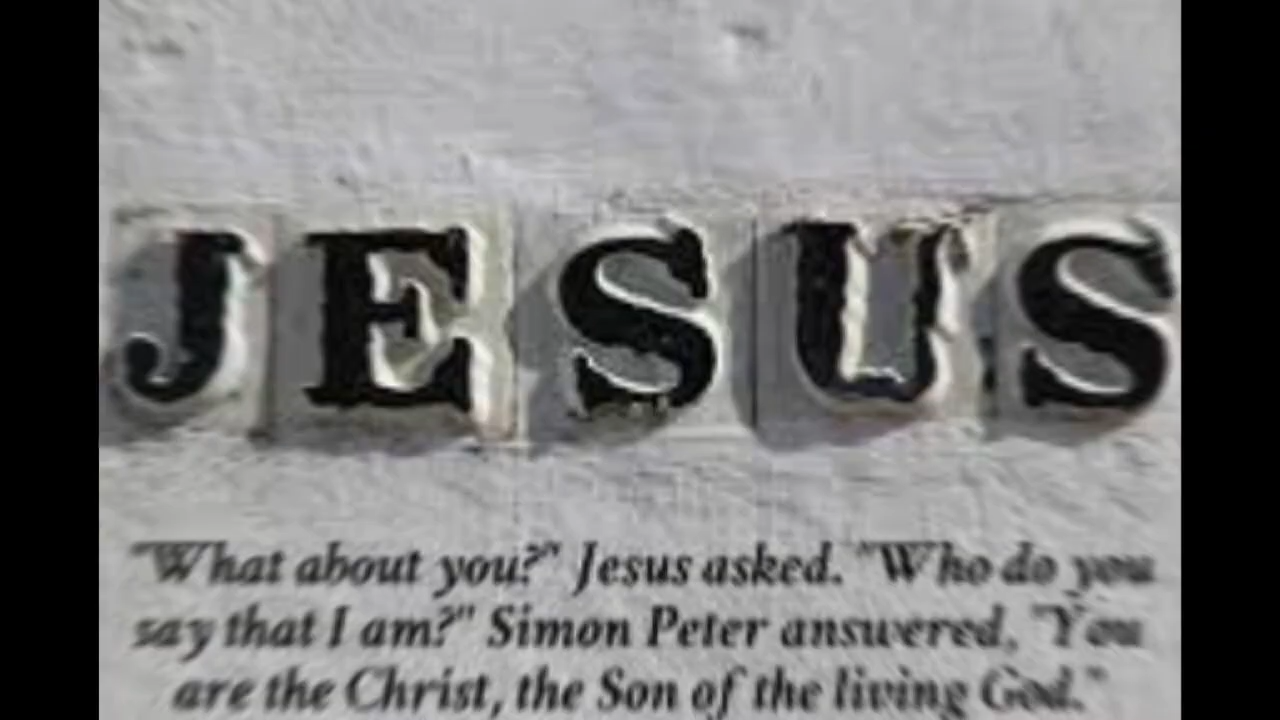 JESUS
"What about you?" Jesus asked. "Who do you
say that I am?" Simon Peter answered, "You
are the Christ, the Son of the living God."